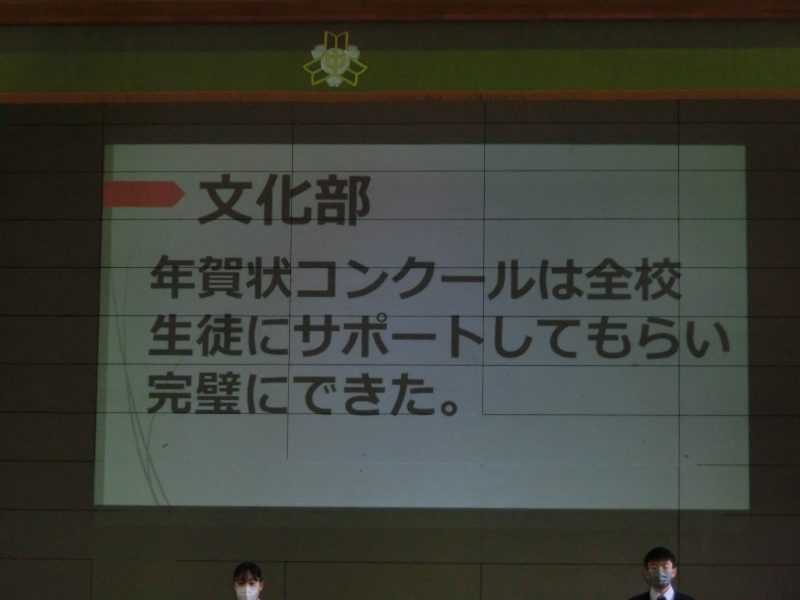 文化部
年賀状コンクールは全校
生徒にサポートしてもらい
完璧にできた。